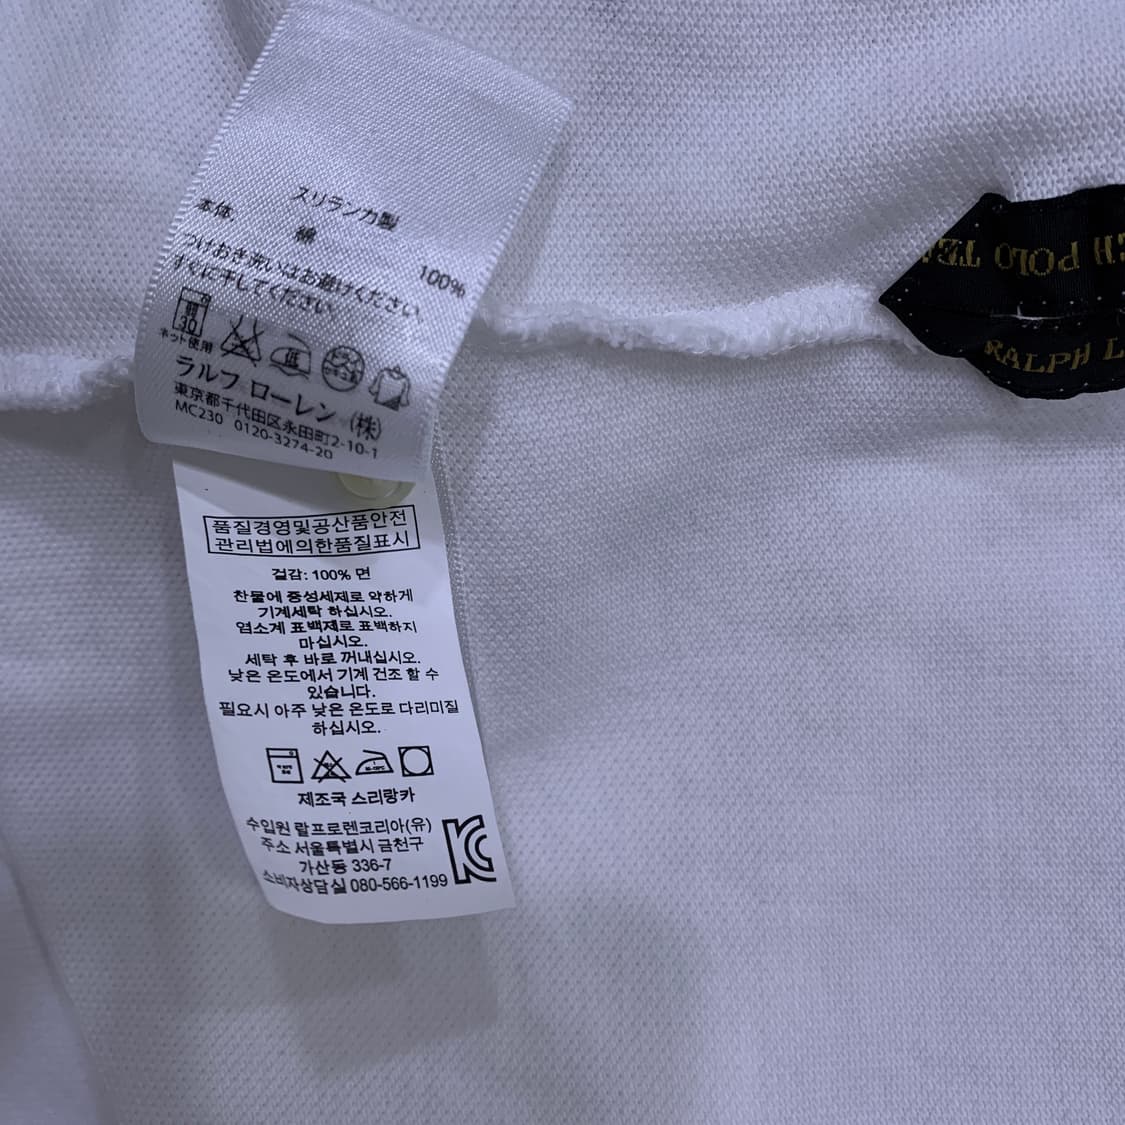 スリランカ製
本体
綿
100%
つけおき洗いはお避けください
すぐに干してください
弱
30
ネット使用
低
ラルフ ローレン (株)
東京都千代田区永田町2-10-1
MC230 0120-3274-20
품질경영및공산품안전
관리법에의한품질표시
겉감: 100% 면
찬물에 중성세제로 약하게
기계세탁 하십시오.
염소계 표백제로 표백하지
마십시오.
세탁 후 바로 꺼내십시오.
낮은 온도에서 기계 건조 할 수
있습니다.
필요시 아주 낮은 온도로 다리미질
하십시오.
제조국 스리랑카
수입원 랄프로렌코리아(유)
주소 서울특별시 금천구
가산동 336-7
소비자상담실 080-566-1199
POLO
RALPH L